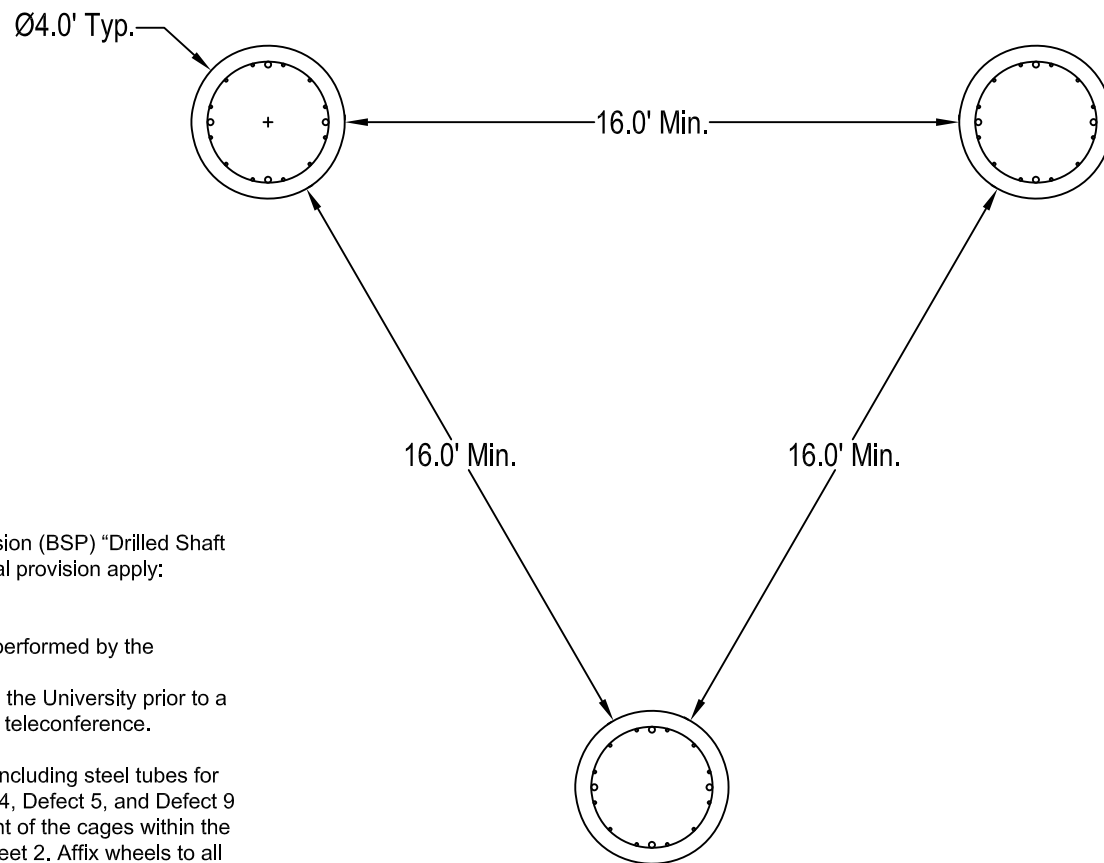 Ø4.0' Typ.
16.0' Min.
16.0' Min.
16.0' Min.
sion (BSP) “Drilled Shaft
al provision apply:
performed by the
the University prior to a
teleconference.
ncluding steel tubes for
4, Defect 5, and Defect 9
nt of the cages within the
eet 2. Affix wheels to all